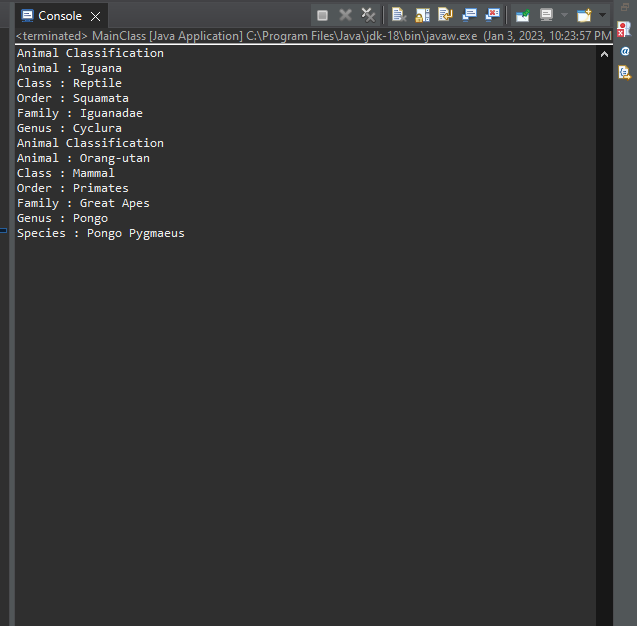 Console
<terminated> MainClass [Java Application] C:\Program Files\Java\jdk-18\bin\javaw.exe (Jan 3, 2023, 10:23:57 PM
Animal Classification
Animal : Iguana
Class : Reptile
Order : Squamata
Family : Iguanadae
Genus : Cyclura
Animal Classification
Animal : Orang-utan
Class : Mammal
Order : Primates
Family : Great Apes
Genus : Pongo
Species : Pongo Pygmaeus